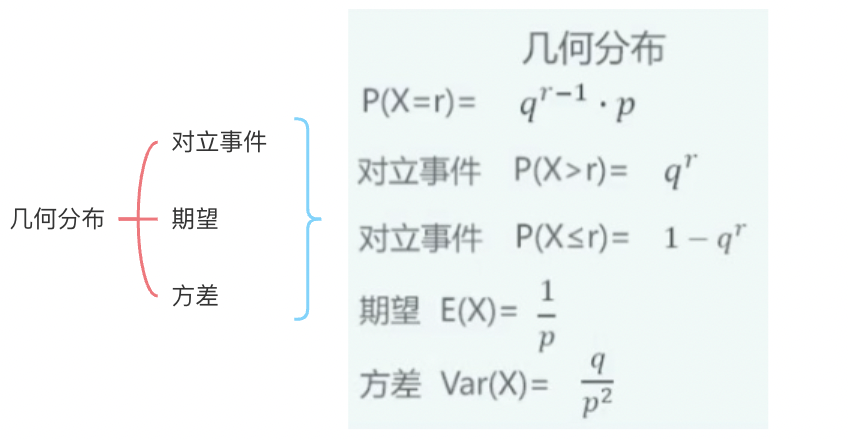 几何分布
对立事件
期望
方差
几何分布
P(X=r)= q^{r-1} · p
对立事件 P(X>r)= q^r
对立事件 P(X≤r)= 1 − q^r
期望 E(X)= \frac{1}{p}
方差 Var(X)= \frac{q}{p^2}